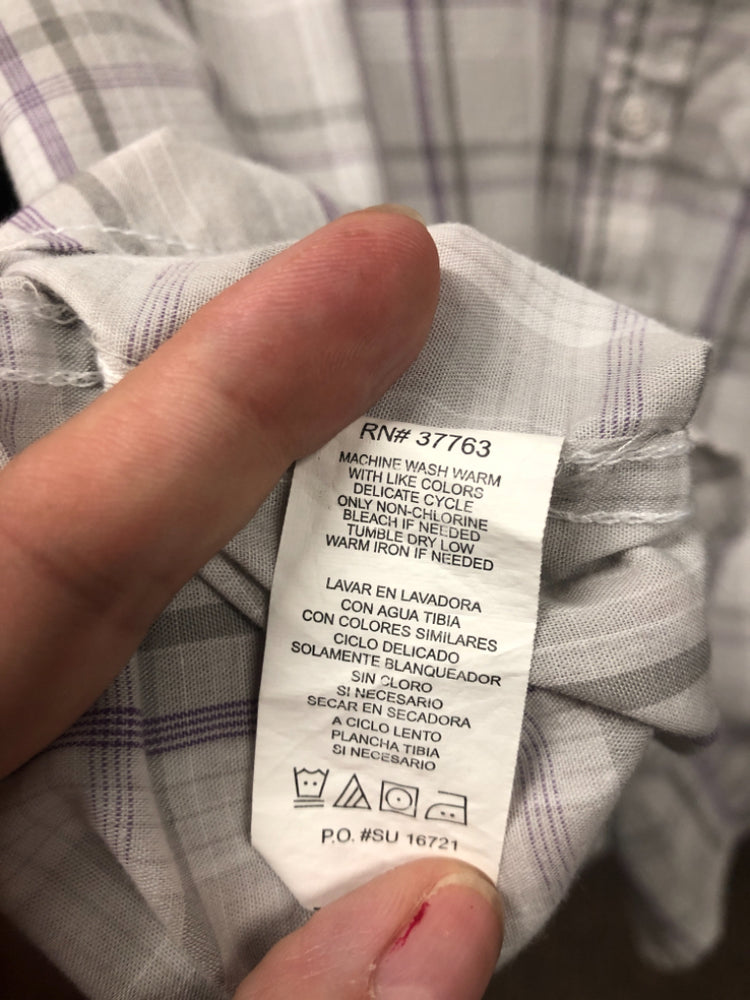 RN# 37763
MACHINE WASH WARM
WITH LIKE COLORS
DELICATE CYCLE
ONLY NON-CHLORINE
BLEACH IF NEEDED
TUMBLE DRY LOW
WARM IRON IF NEEDED
LAVAR EN LAVADORA
CON AGUA TIBIA
CON COLORES SIMILARES
CICLO DELICADO
SOLAMENTE BLANQUEADOR
SIN CLORO
SI NECESARIO
SECAR EN SECADORA
A CICLO LENTO
PLANCHA TIBIA
SI NECESARIO
P.O. #SU 16721